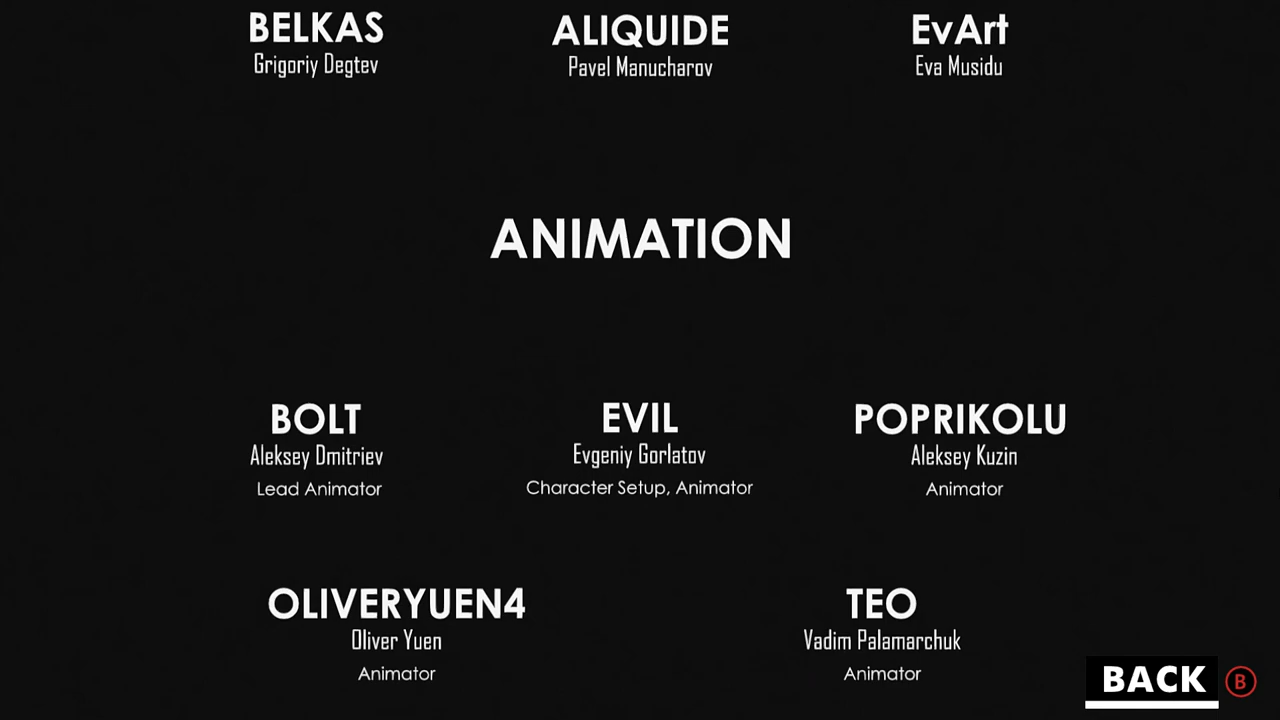 BELKAS
Grigoriy Degtev
ALIQUIDE
Pavel Manucharov
EvArt
Eva Musidu
ANIMATION
BOLT
Aleksey Dmitriev
Lead Animator
EVIL
Evgeniy Gorlatov
Character Setup, Animator
POPRIKOLU
Aleksey Kuzin
Animator
OLIVERYUEN4
Oliver Yuen
Animator
TEO
Vadim Palamarchuk
Animator
BACK B